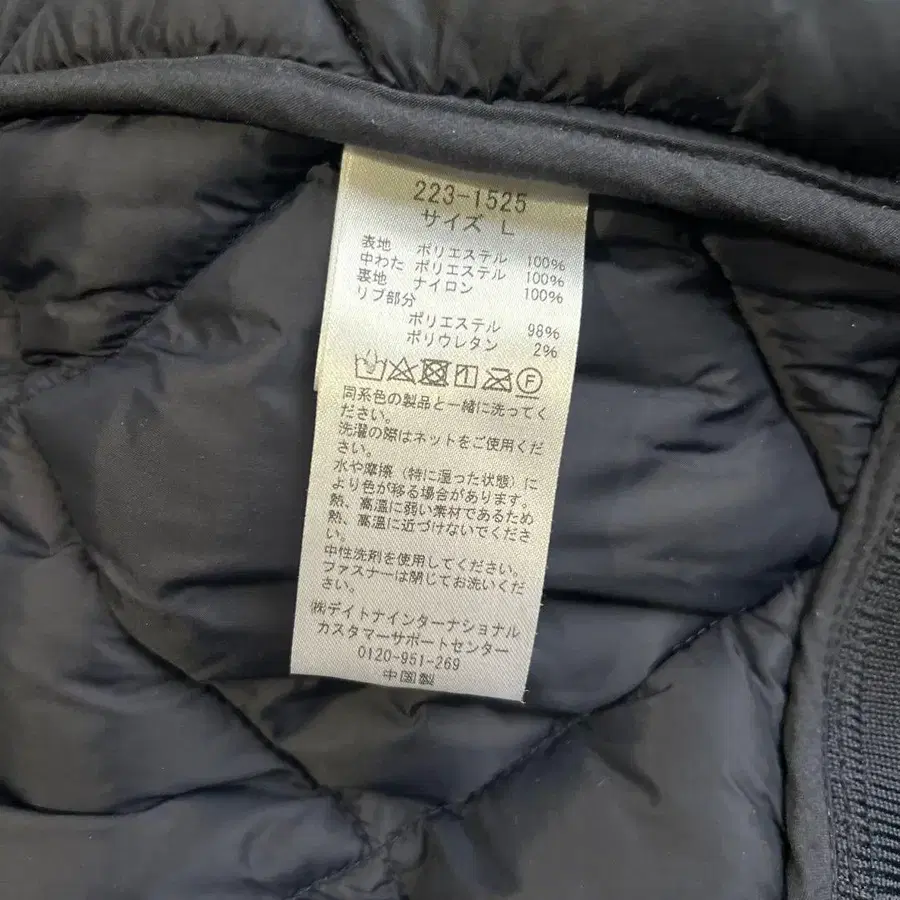 223-1525
サイズ L
表地 ポリエステル 100%
中わた ポリエステル 100%
裏地 ナイロン 100%
リブ部分
ポリエステル 98%
ポリウレタン 2%
F
同系色の製品と一緒に洗ってく
ださい。
洗濯の際はネットをご使用くだ
さい。
水や摩擦(特に湿った状態)に
より色が移る場合があります。
熱、高温に弱い素材であるため
熱、高温に近づけないでくださ
い。
中性洗剤を使用してください。
ファスナーは閉じてお洗いくだ
さい。
㈱デイトナインターナショナル
カスタマーサポートセンター
0120-951-269
中国製